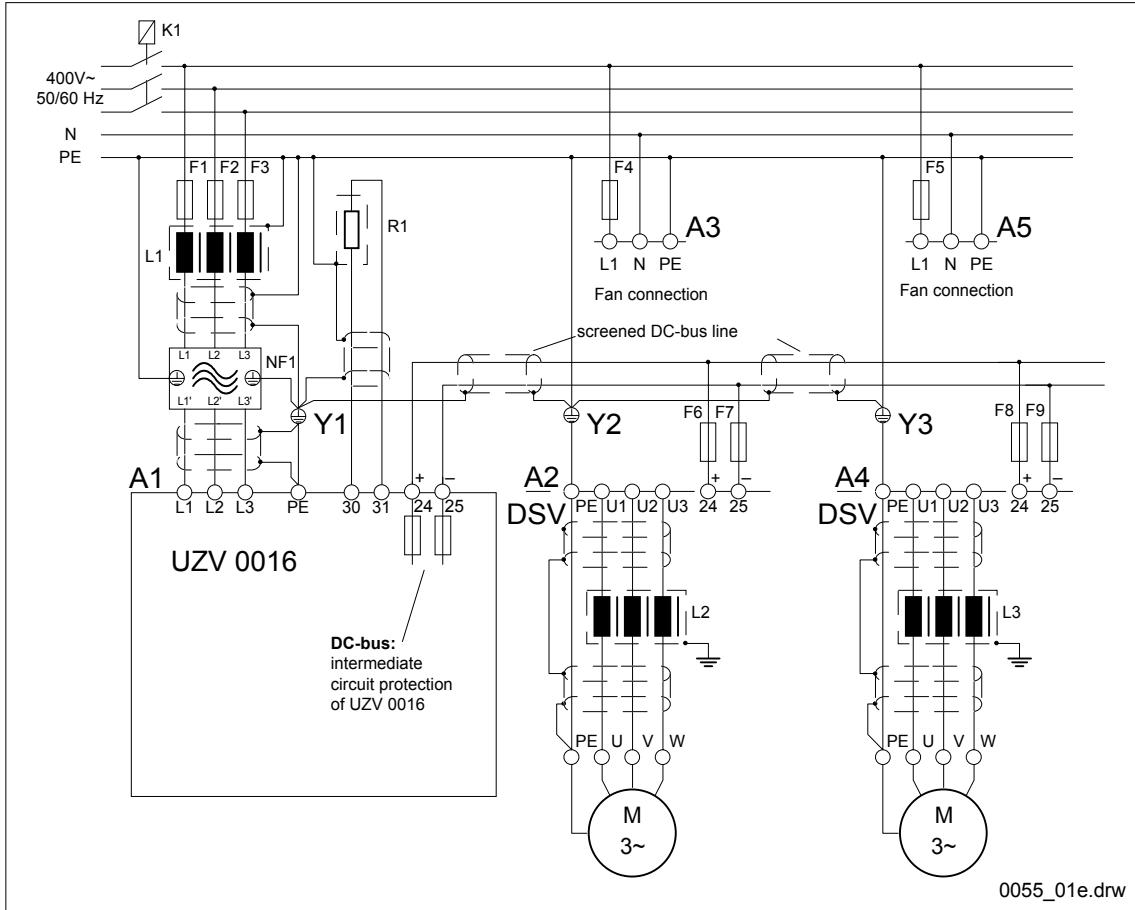 K1
400V~
50/60 Hz
N
PE
F1 F2 F3
F4
F5
R1
L1
A3
A5
L1 N PE
L1 N PE
Fan connection
Fan connection
screened DC-bus line
L1 L2 L3
NF1
L1' L2' L3'
Y1
Y2
Y3
F6 F7
F8 F9
A1
A2
A4
+ –
+ –
+ –
L1 L2 L3 PE 30 31 24 25
DSV
PE U1 U2 U3 24 25
DSV
PE U1 U2 U3 24 25
UZV 0016
L2
L3
DC-bus:
intermediate
circuit protection
of UZV 0016
PE U V W
PE U V W
M
3~
M
3~
0055_01e.drw